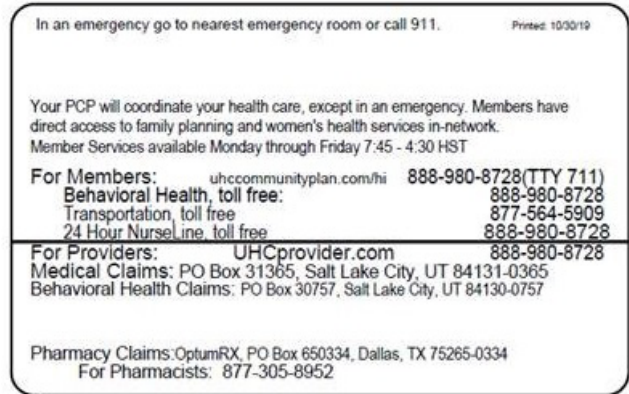 In an emergency go to nearest emergency room or call 911. Printed: 10/30/19
Your PCP will coordinate your health care, except in an emergency. Members have
direct access to family planning and women's health services in-network.
Member Services available Monday through Friday 7:45 - 4:30 HST
For Members: uhccommunityplan.com/hi 888-980-8728(TTY 711)
Behavioral Health, toll free: 888-980-8728
Transportation, toll free 877-564-5909
24 Hour NurseLine, toll free 888-980-8728
For Providers: UHCprovider.com 888-980-8728
Medical Claims: PO Box 31365, Salt Lake City, UT 84131-0365
Behavioral Health Claims: PO Box 30757, Salt Lake City, UT 84130-0757
Pharmacy Claims:OptumRX, PO Box 650334, Dallas, TX 75265-0334
For Pharmacists: 877-305-8952